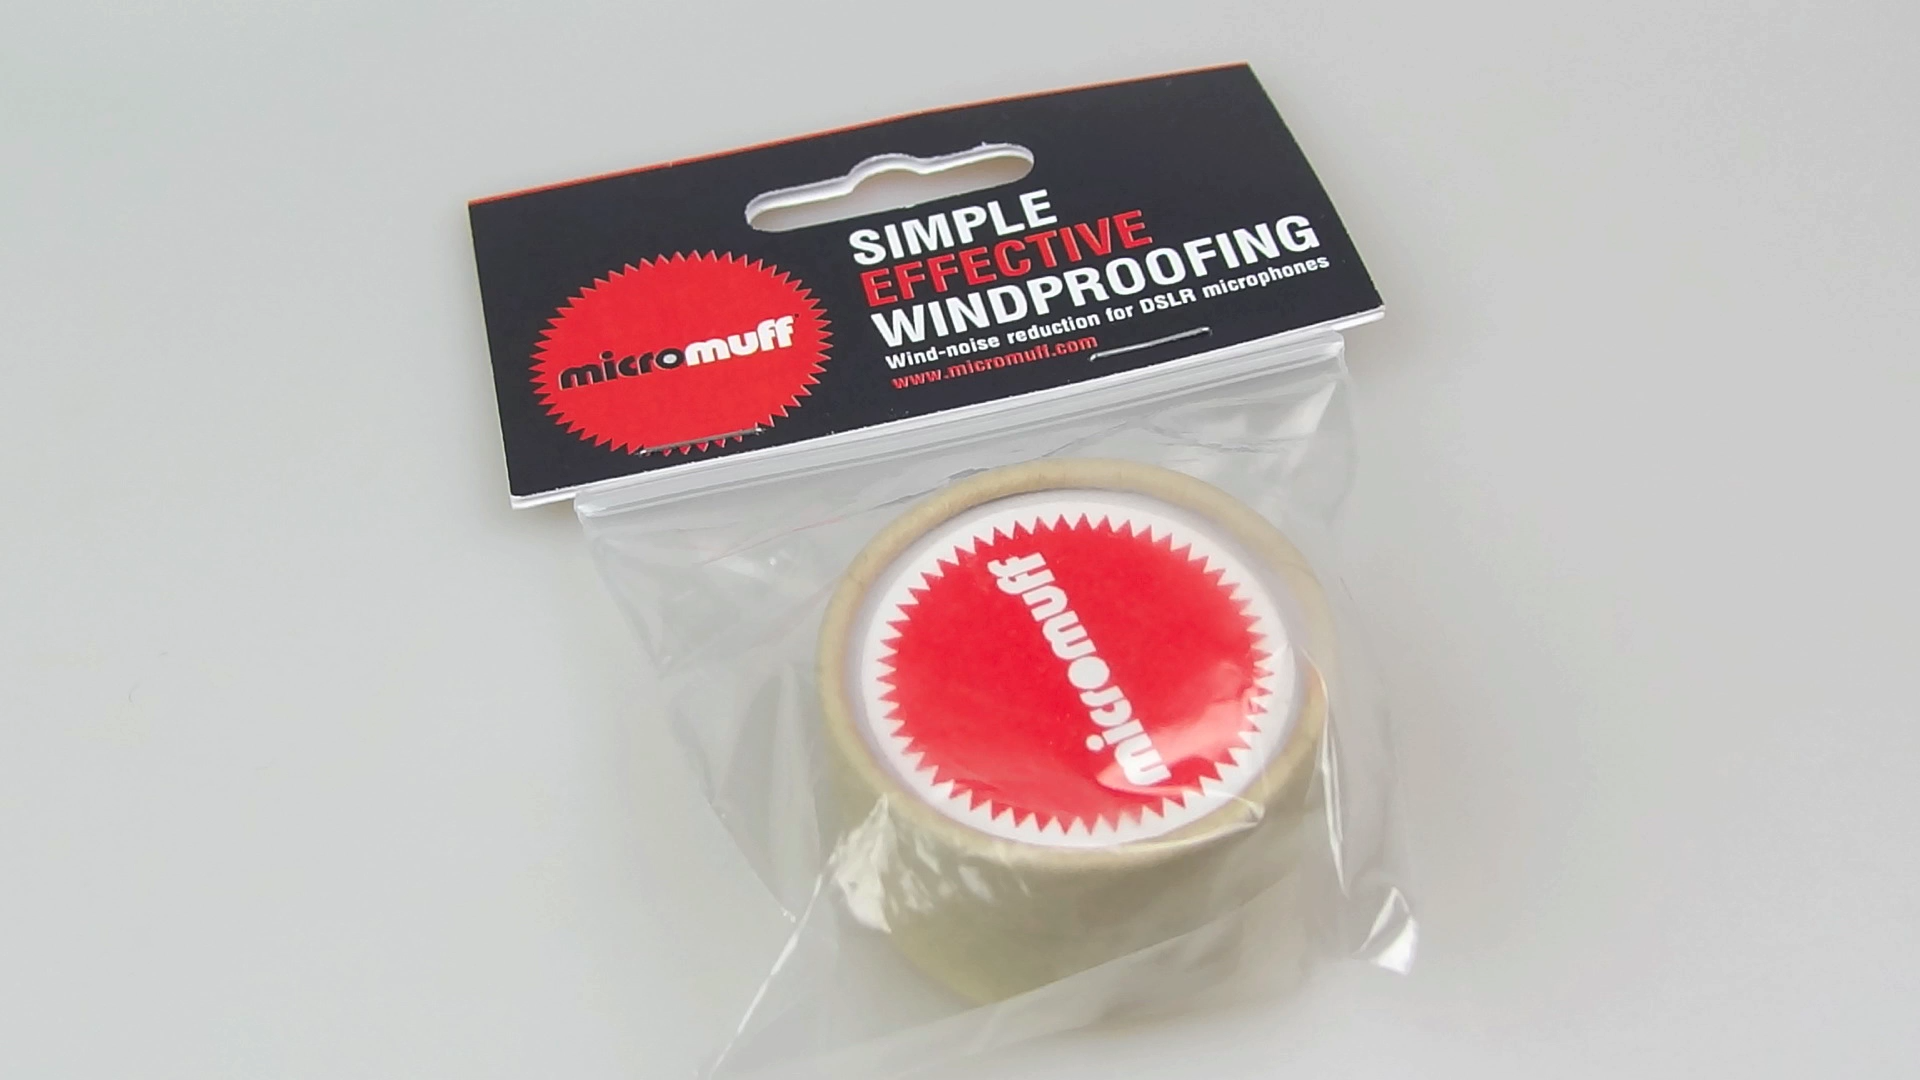 micromuff
SIMPLE
EFFECTIVE
WINDPROOFING
Wind-noise reduction for DSLR microphones
www.micromuff.com
micromuff